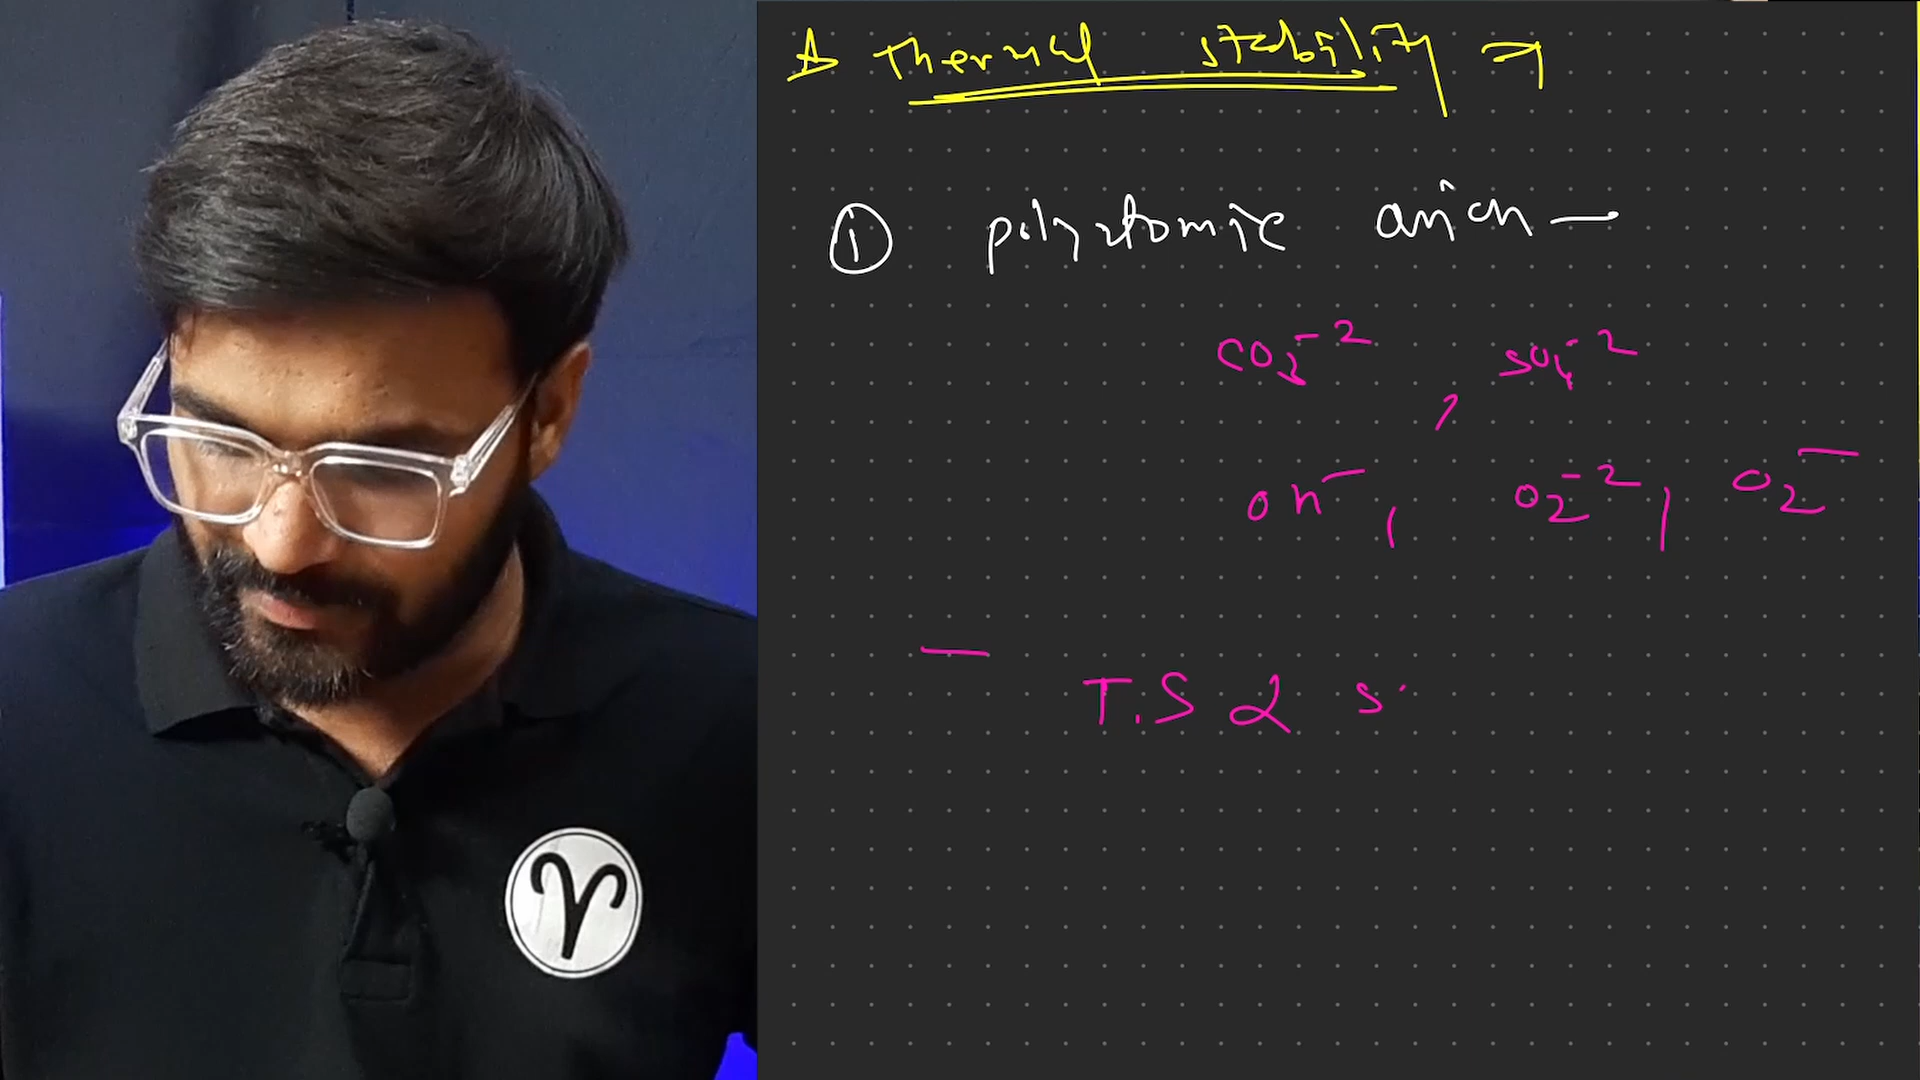 Thermal stability ⇒
① polyatomic anion —
CO₃⁻², SO₄⁻²
OH⁻, O₂⁻², O₂⁻
— T.S α s